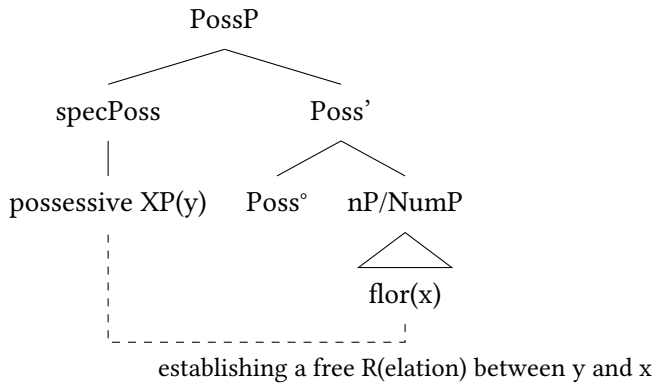 PossP
specPoss Poss’
possessive XP(y) Poss° nP/NumP
flor(x)
establishing a free R(elation) between y and x